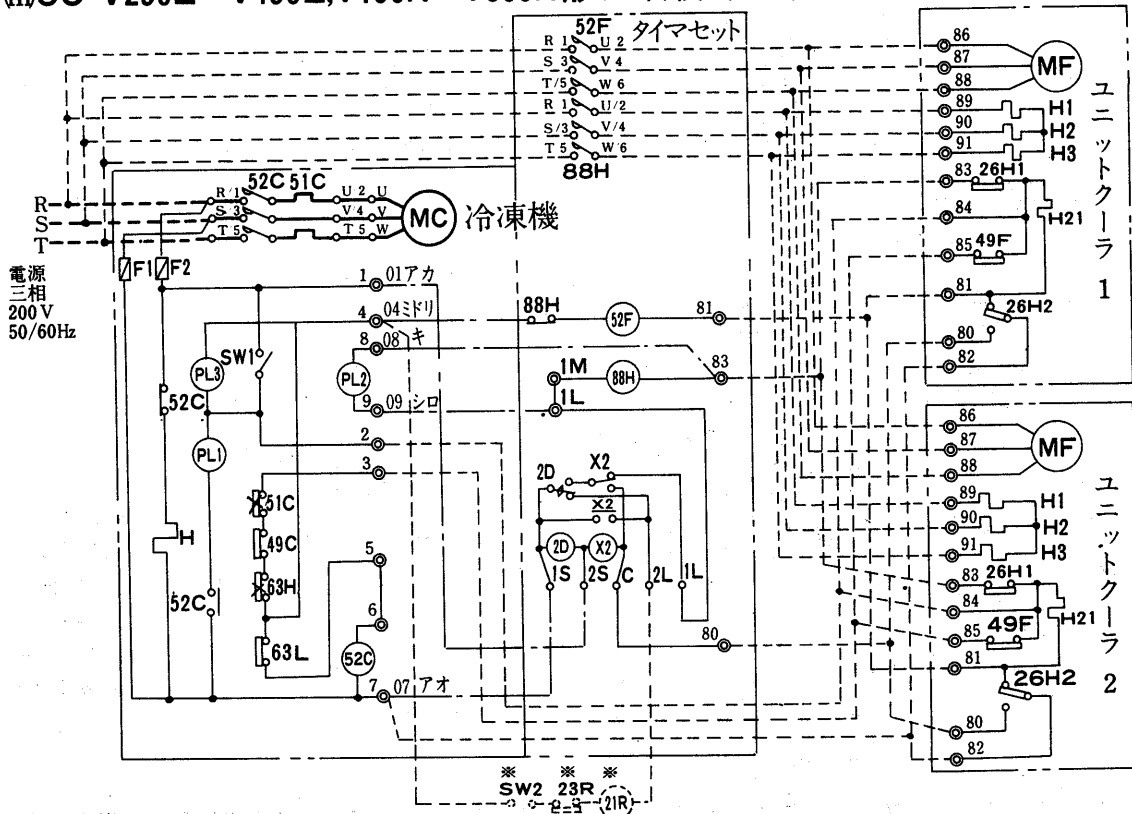 52F タイマセット
R 1 U 2
S 3 V 4
T/5 W 6
R 1 U/2
S/3 V/4
T 5 W 6
88H
R
S
T
電源
三相
200V
50/60Hz
52C 51C
R/1 U 2 U
S 3 V/4 V
T 5 T 5 W
MC 冷凍機
F1 F2
1 01アカ
4 04ミドリ
8 08 キ
PL2
9 09 シロ
2
3
5
6
7 07 アオ
PL3
SW1
52C
PL1
51C
49C
63H
63L
H
52C
52C
88H 52F 81
1M 88H 83
1L
2D X2
X2
2D X2
1S 2S C 2L 1L
80
※ ※ ※
SW2 23R 21R
86
87
88
MF
89 H1
90 H2
91 H3
83 26H1
84
H21
85 49F
81
26H2
80
82
ユニットクーラ 1
86
87
88
MF
89 H1
90 H2
91 H3
83 26H1
84
H21
85 49F
81
26H2
80
82
ユニットクーラ 2